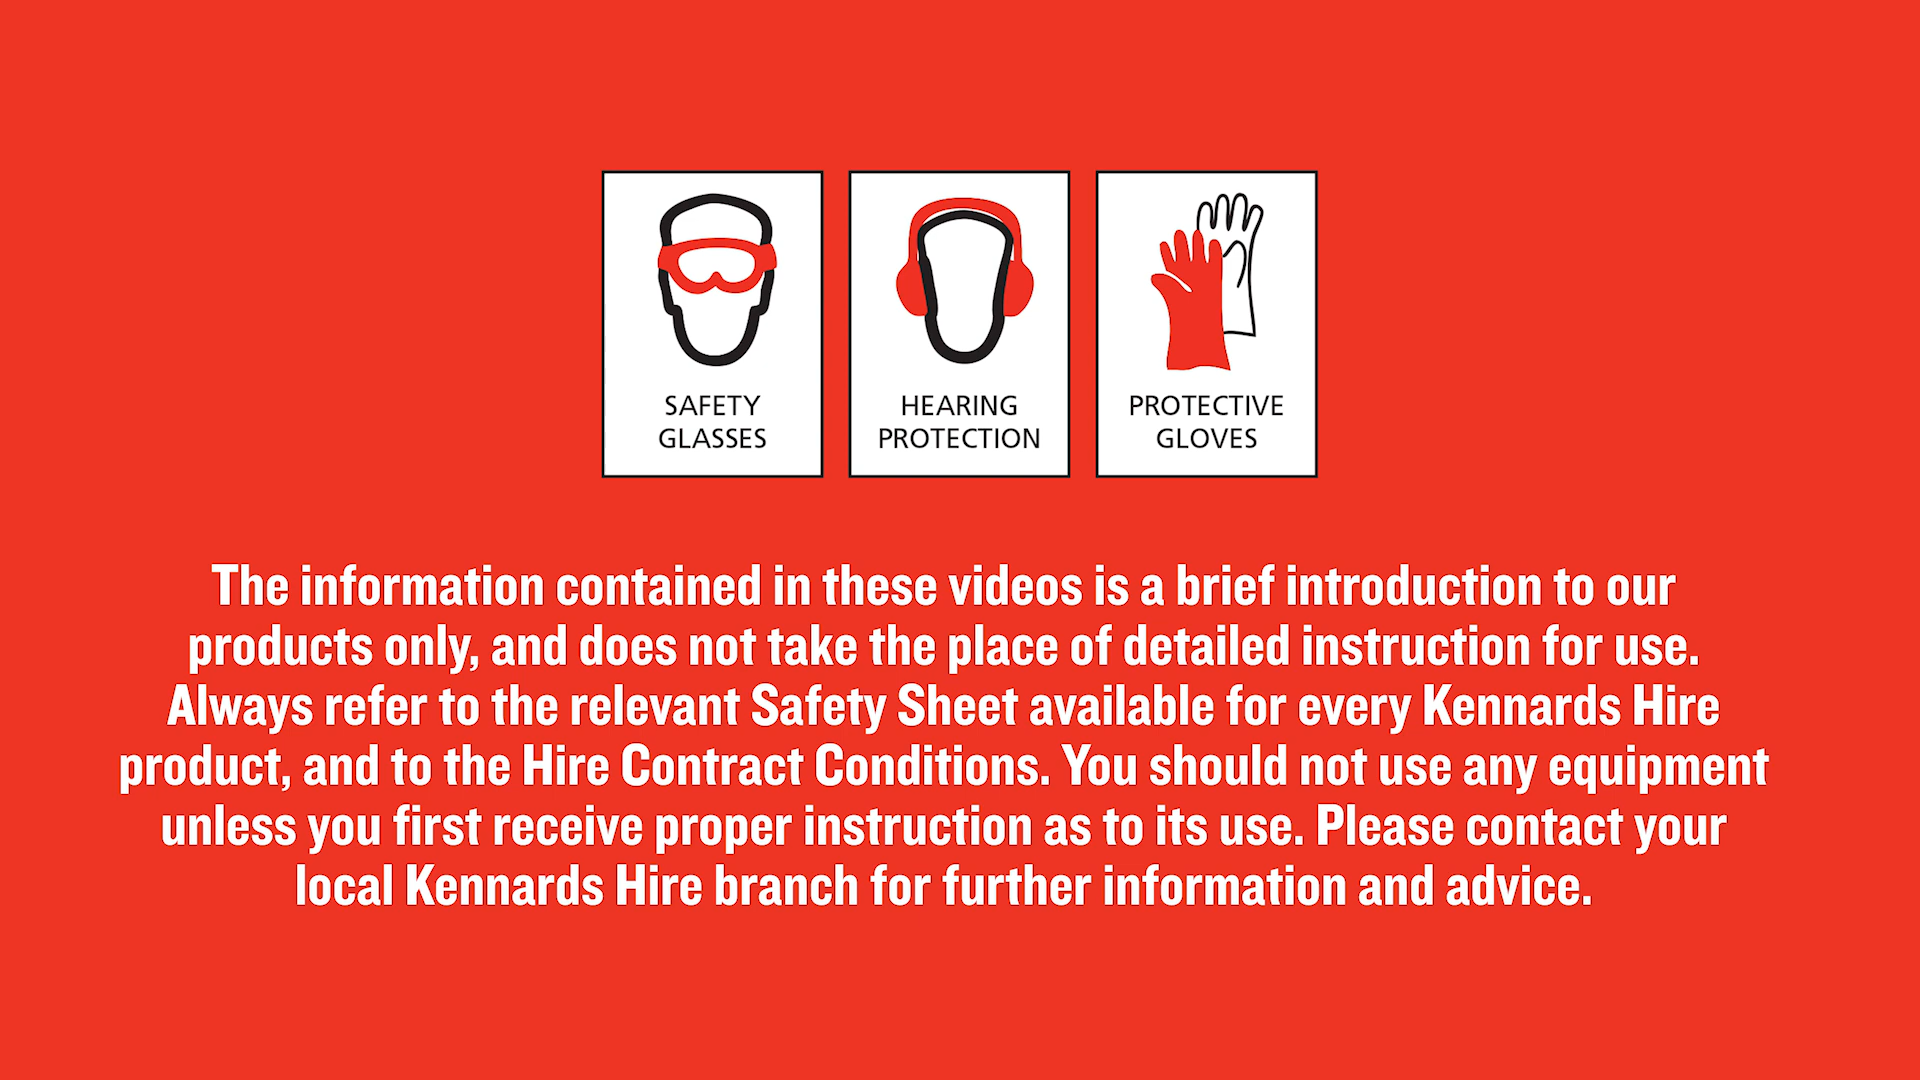 SAFETY
GLASSES
HEARING
PROTECTION
PROTECTIVE
GLOVES
The information contained in these videos is a brief introduction to our
products only, and does not take the place of detailed instruction for use.
Always refer to the relevant Safety Sheet available for every Kennards Hire
product, and to the Hire Contract Conditions. You should not use any equipment
unless you first receive proper instruction as to its use. Please contact your
local Kennards Hire branch for further information and advice.